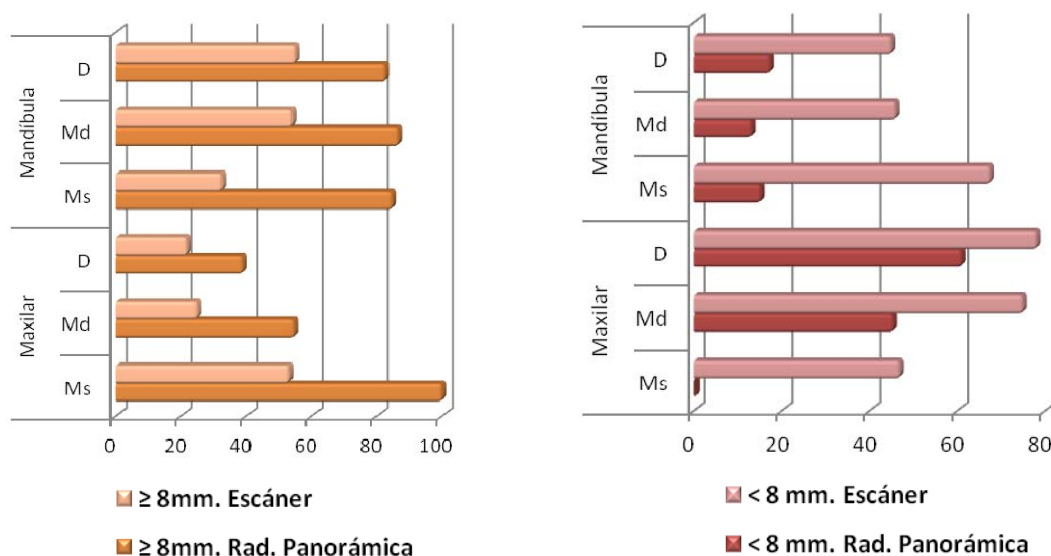 Mandíbula
D
Md
Ms
Maxilar
D
Md
Ms
0 20 40 60 80 100
≥ 8mm. Escáner
≥ 8mm. Rad. Panorámica
Mandíbula
D
Md
Ms
Maxilar
D
Md
Ms
0 20 40 60 80
< 8 mm. Escáner
< 8 mm. Rad. Panorámica